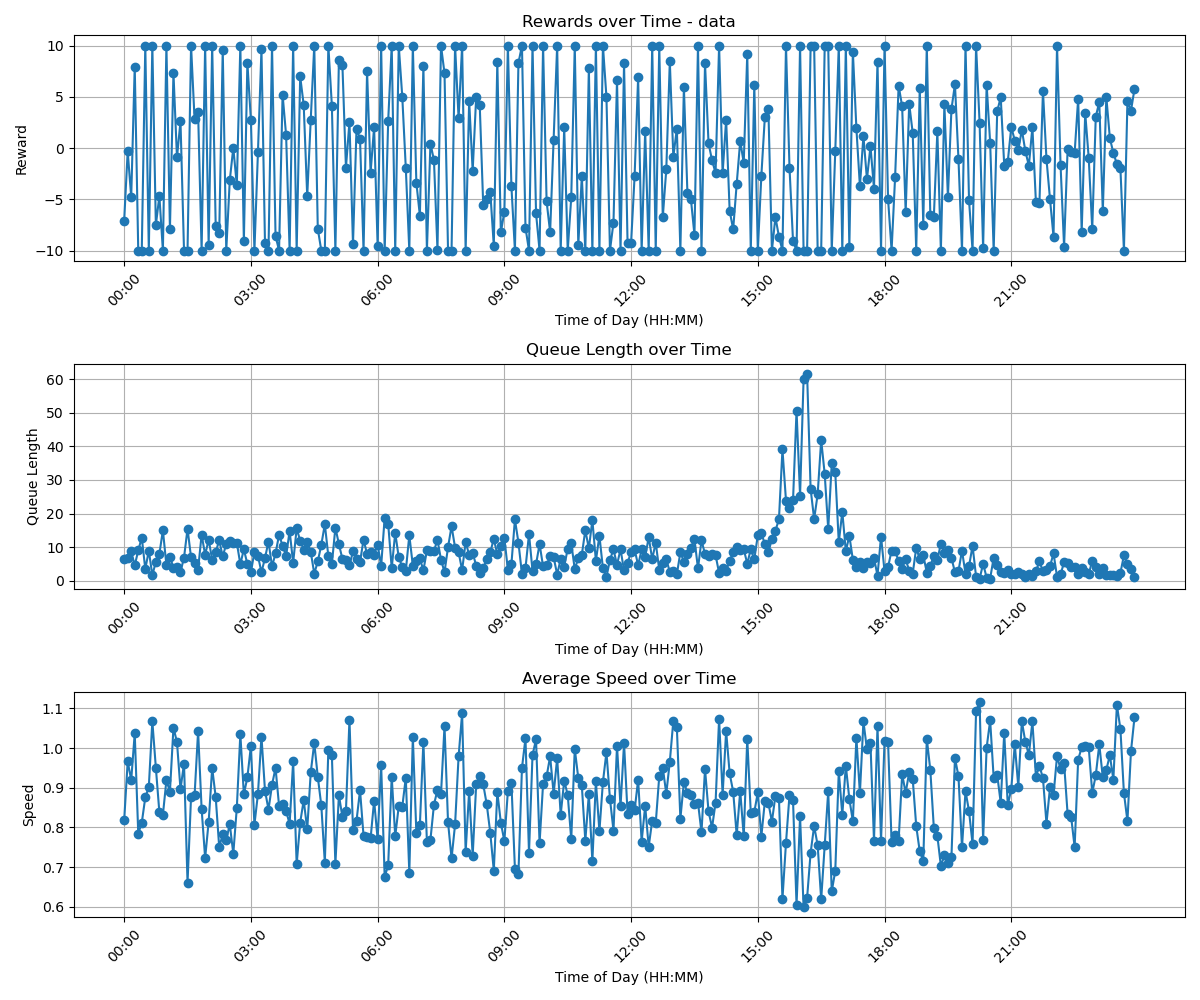 Rewards over Time - data
10
5
0
−5
−10
Reward
00:00 03:00 06:00 09:00 12:00 15:00 18:00 21:00
Time of Day (HH:MM)
Queue Length over Time
60
50
40
30
20
10
0
Queue Length
00:00 03:00 06:00 09:00 12:00 15:00 18:00 21:00
Time of Day (HH:MM)
Average Speed over Time
1.1
1.0
0.9
0.8
0.7
0.6
Speed
00:00 03:00 06:00 09:00 12:00 15:00 18:00 21:00
Time of Day (HH:MM)